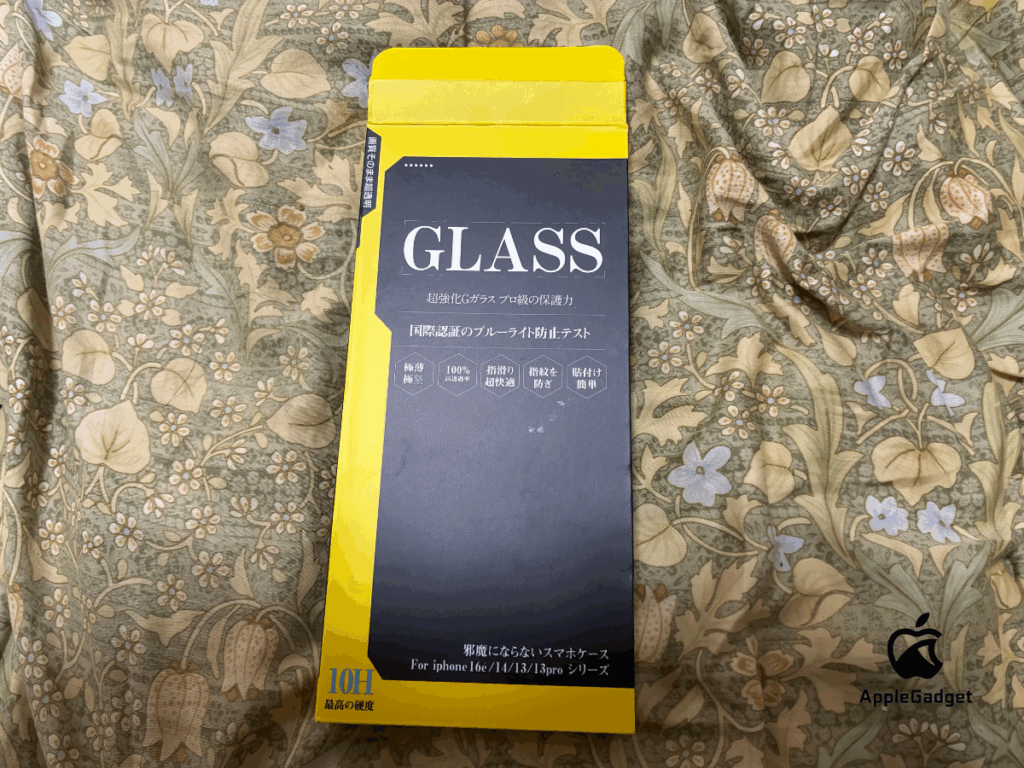 画質そのまま超透明
GLASS
超強化Gガラス プロ級の保護力
国際認証のブルーライト防止テスト
極薄
極至
100%
高透過率
指滑り
超快適
指紋を
防ぎ
貼付け
簡単
邪魔にならないスマホケース
For iphone16e/14/13/13pro シリーズ
10H
最高の硬度
AppleGadget